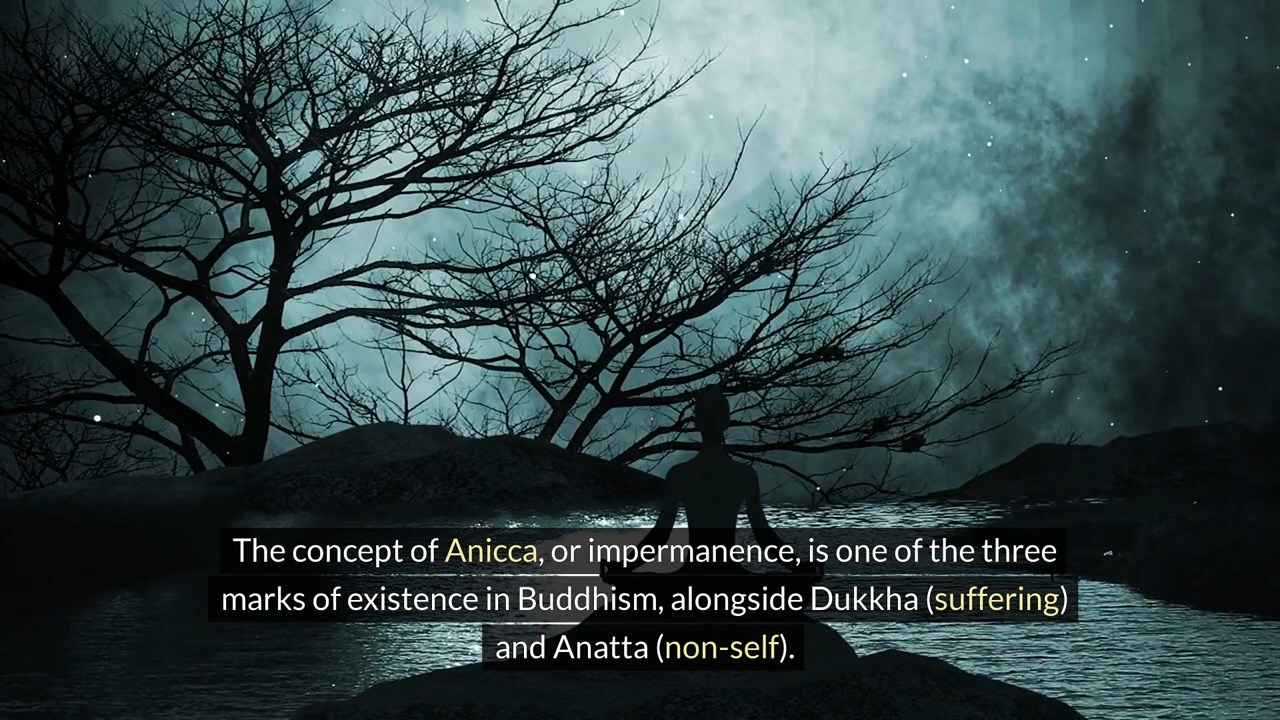 The concept of Anicca, or impermanence, is one of the three
marks of existence in Buddhism, alongside Dukkha (suffering)
and Anatta (non-self).